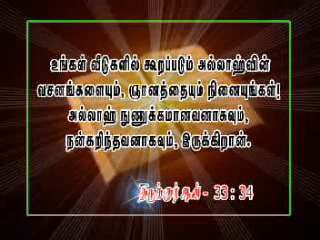 உங்கள் வீடுகளில் கூறப்படும் அல்லாஹ்வின்
வசனங்களையும், ஞானத்தையும் நினையுங்கள்!
அல்லாஹ் நுணுக்கமானவனாகவும்,
நன்கறிந்தவனாகவும், இருக்கிறான்.
திருக்குர்ஆன் - 33 : 34